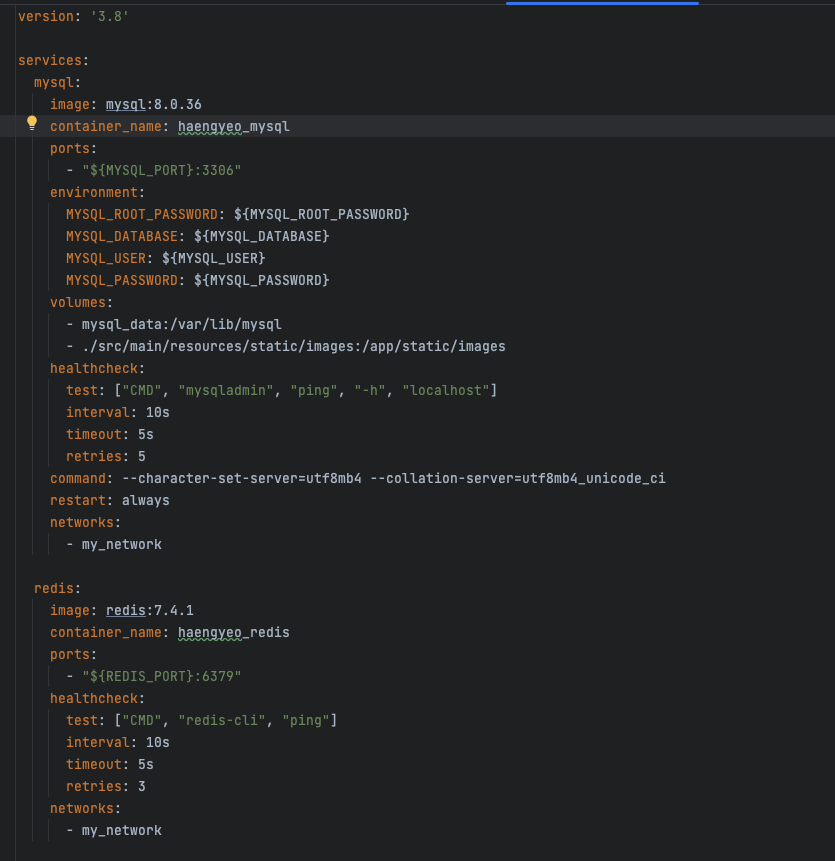 version: '3.8'
services:
mysql:
image: mysql:8.0.36
container_name: haengyeo_mysql
ports:
- "${MYSQL_PORT}:3306"
environment:
MYSQL_ROOT_PASSWORD: ${MYSQL_ROOT_PASSWORD}
MYSQL_DATABASE: ${MYSQL_DATABASE}
MYSQL_USER: ${MYSQL_USER}
MYSQL_PASSWORD: ${MYSQL_PASSWORD}
volumes:
- mysql_data:/var/lib/mysql
- ./src/main/resources/static/images:/app/static/images
healthcheck:
test: ["CMD", "mysqladmin", "ping", "-h", "localhost"]
interval: 10s
timeout: 5s
retries: 5
command: --character-set-server=utf8mb4 --collation-server=utf8mb4_unicode_ci
restart: always
networks:
- my_network
redis:
image: redis:7.4.1
container_name: haengyeo_redis
ports:
- "${REDIS_PORT}:6379"
healthcheck:
test: ["CMD", "redis-cli", "ping"]
interval: 10s
timeout: 5s
retries: 3
networks:
- my_network